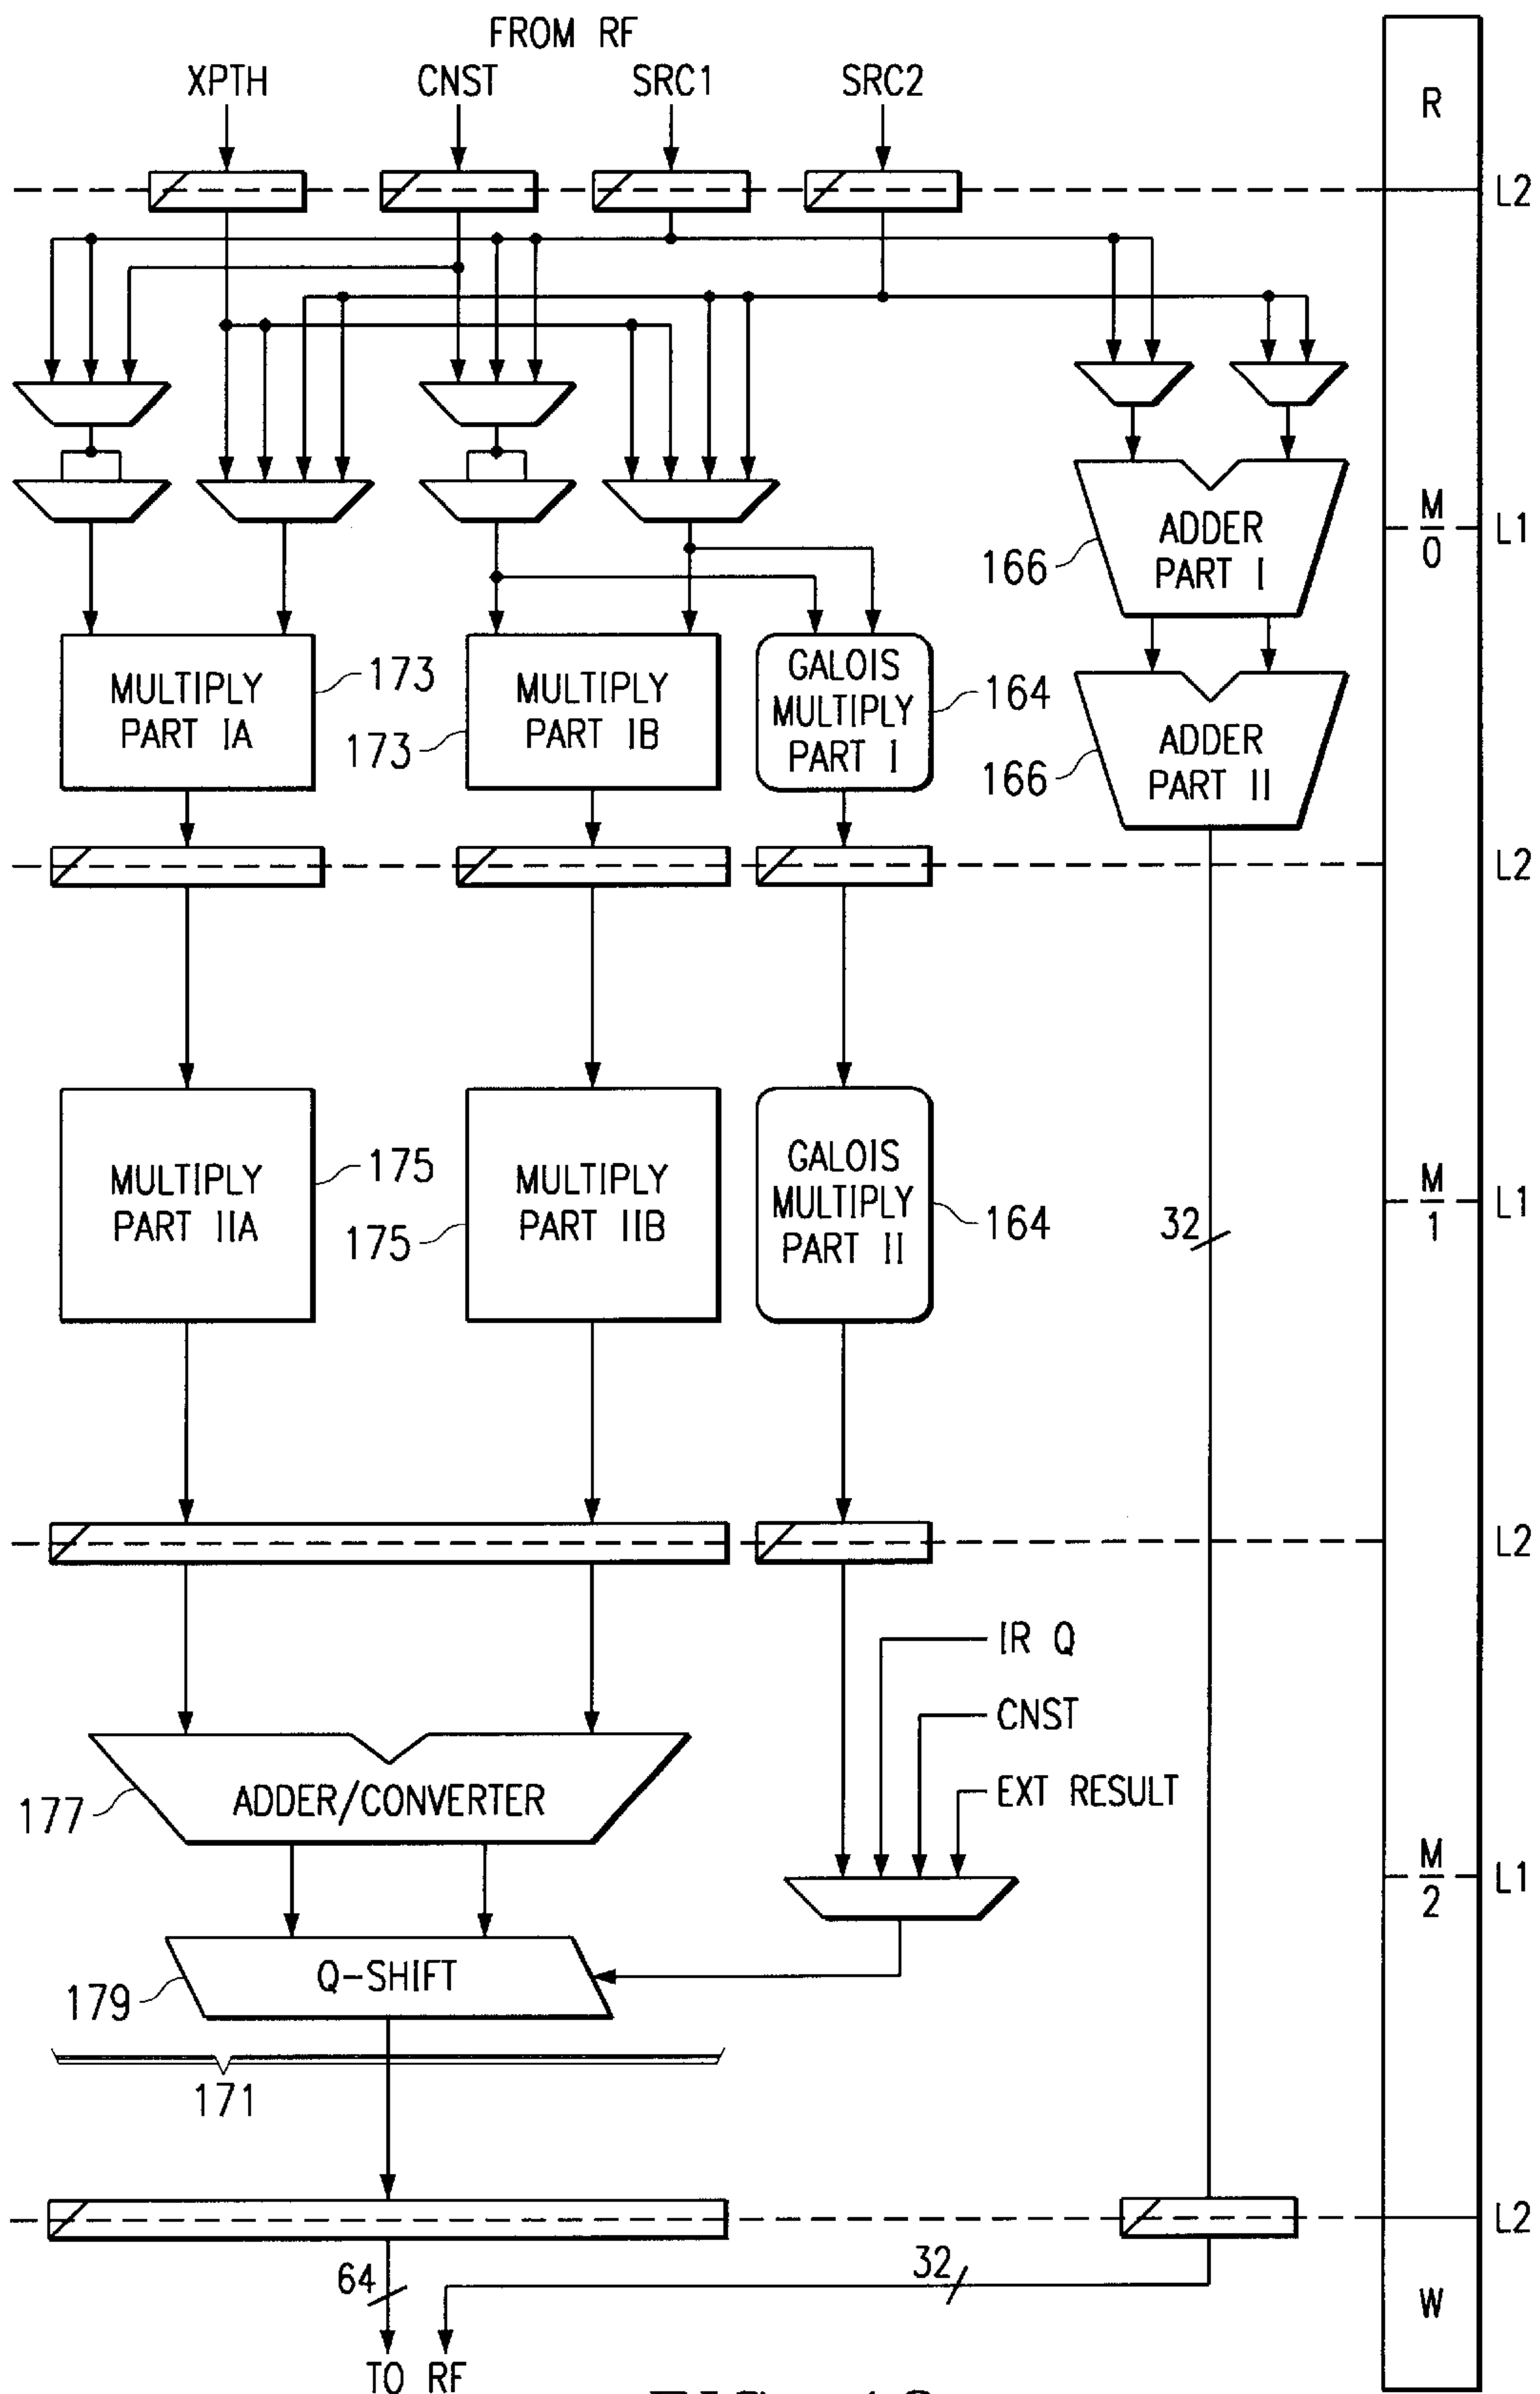 FROM RF
XPTH CNST SRC1 SRC2
R
L2
M
0
L1
ADDER
PART I
166
MULTIPLY
PART IA
173
MULTIPLY
PART IB
173
GALOIS
MULTIPLY
PART I
164
ADDER
PART II
166
L2
MULTIPLY
PART IIA
175
MULTIPLY
PART IIB
175
GALOIS
MULTIPLY
PART II
164
32
M
1
L1
L2
IR Q
CNST
EXT RESULT
ADDER/CONVERTER
177
M
2
L1
Q-SHIFT
179
171
L2
64
32
W
TO RF